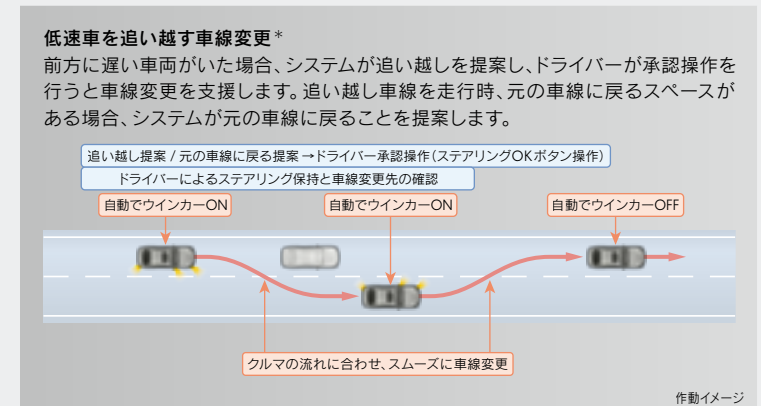 低速車を追い越す車線変更*
前方に遅い車両がいた場合、システムが追い越しを提案し、ドライバーが承認操作を
行うと車線変更を支援します。追い越し車線を走行時、元の車線に戻るスペースが
ある場合、システムが元の車線に戻ることを提案します。
追い越し提案 / 元の車線に戻る提案→ドライバー承認操作(ステアリングOKボタン操作)
ドライバーによるステアリング保持と車線変更先の確認
自動でウインカーON
自動でウインカーON
自動でウインカーOFF
クルマの流れに合わせ、スムーズに車線変更
作動イメージ